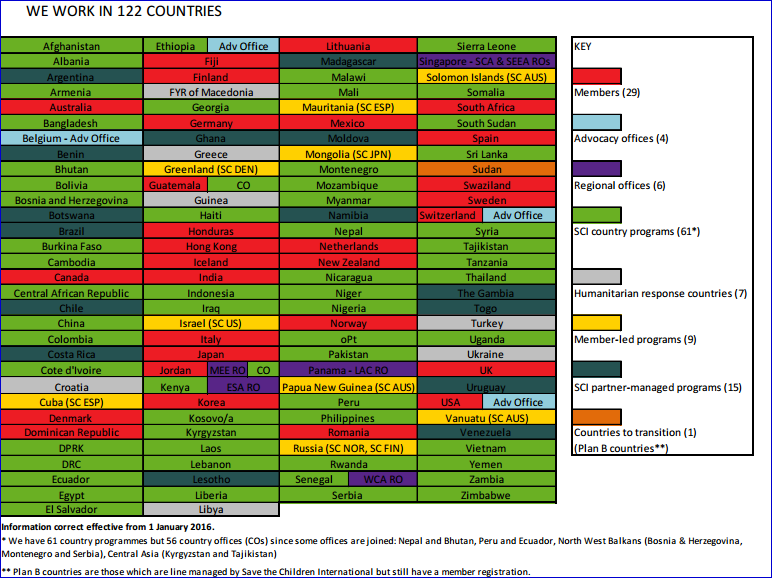 WE WORK IN 122 COUNTRIES
Afghanistan Ethiopia Adv Office Lithuania Sierra Leone
Albania Fiji Madagascar Singapore - SCA & SEEA ROs
Argentina Finland Malawi Solomon Islands (SC AUS)
Armenia FYR of Macedonia Mali Somalia
Australia Georgia Mauritania (SC ESP) South Africa
Bangladesh Germany Mexico South Sudan
Belgium - Adv Office Ghana Moldova Spain
Benin Greece Mongolia (SC JPN) Sri Lanka
Bhutan Greenland (SC DEN) Montenegro Sudan
Bolivia Guatemala CO Mozambique Swaziland
Bosnia and Herzegovina Guinea Myanmar Sweden
Botswana Haiti Namibia Switzerland Adv Office
Brazil Honduras Nepal Syria
Burkina Faso Hong Kong Netherlands Tajikistan
Cambodia Iceland New Zealand Tanzania
Canada India Nicaragua Thailand
Central African Republic Indonesia Niger The Gambia
Chile Iraq Nigeria Togo
China Israel (SC US) Norway Turkey
Colombia Italy oPt Uganda
Costa Rica Japan Pakistan Ukraine
Cote d'Ivoire Jordan MEE RO CO Panama - LAC RO UK
Croatia Kenya ESA RO Papua New Guinea (SC AUS) Uruguay
Cuba (SC ESP) Korea Peru USA Adv Office
Denmark Kosovo/a Philippines Vanuatu (SC AUS)
Dominican Republic Kyrgyzstan Romania Venezuela
DPRK Laos Russia (SC NOR, SC FIN) Vietnam
DRC Lebanon Rwanda Yemen
Ecuador Lesotho Senegal WCA RO Zambia
Egypt Liberia Serbia Zimbabwe
El Salvador Libya
KEY
Members (29)
Advocacy offices (4)
Regional offices (6)
SCI country programs (61*)
Humanitarian response countries (7)
Member-led programs (9)
SCI partner-managed programs (15)
Countries to transition (1)
(Plan B countries**)
Information correct effective from 1 January 2016.
* We have 61 country programmes but 56 country offices (COs) since some offices are joined: Nepal and Bhutan, Peru and Ecuador, North West Balkans (Bosnia & Herzegovina,
Montenegro and Serbia), Central Asia (Kyrgyzstan and Tajikistan)
** Plan B countries are those which are line managed by Save the Children International but still have a member registration.